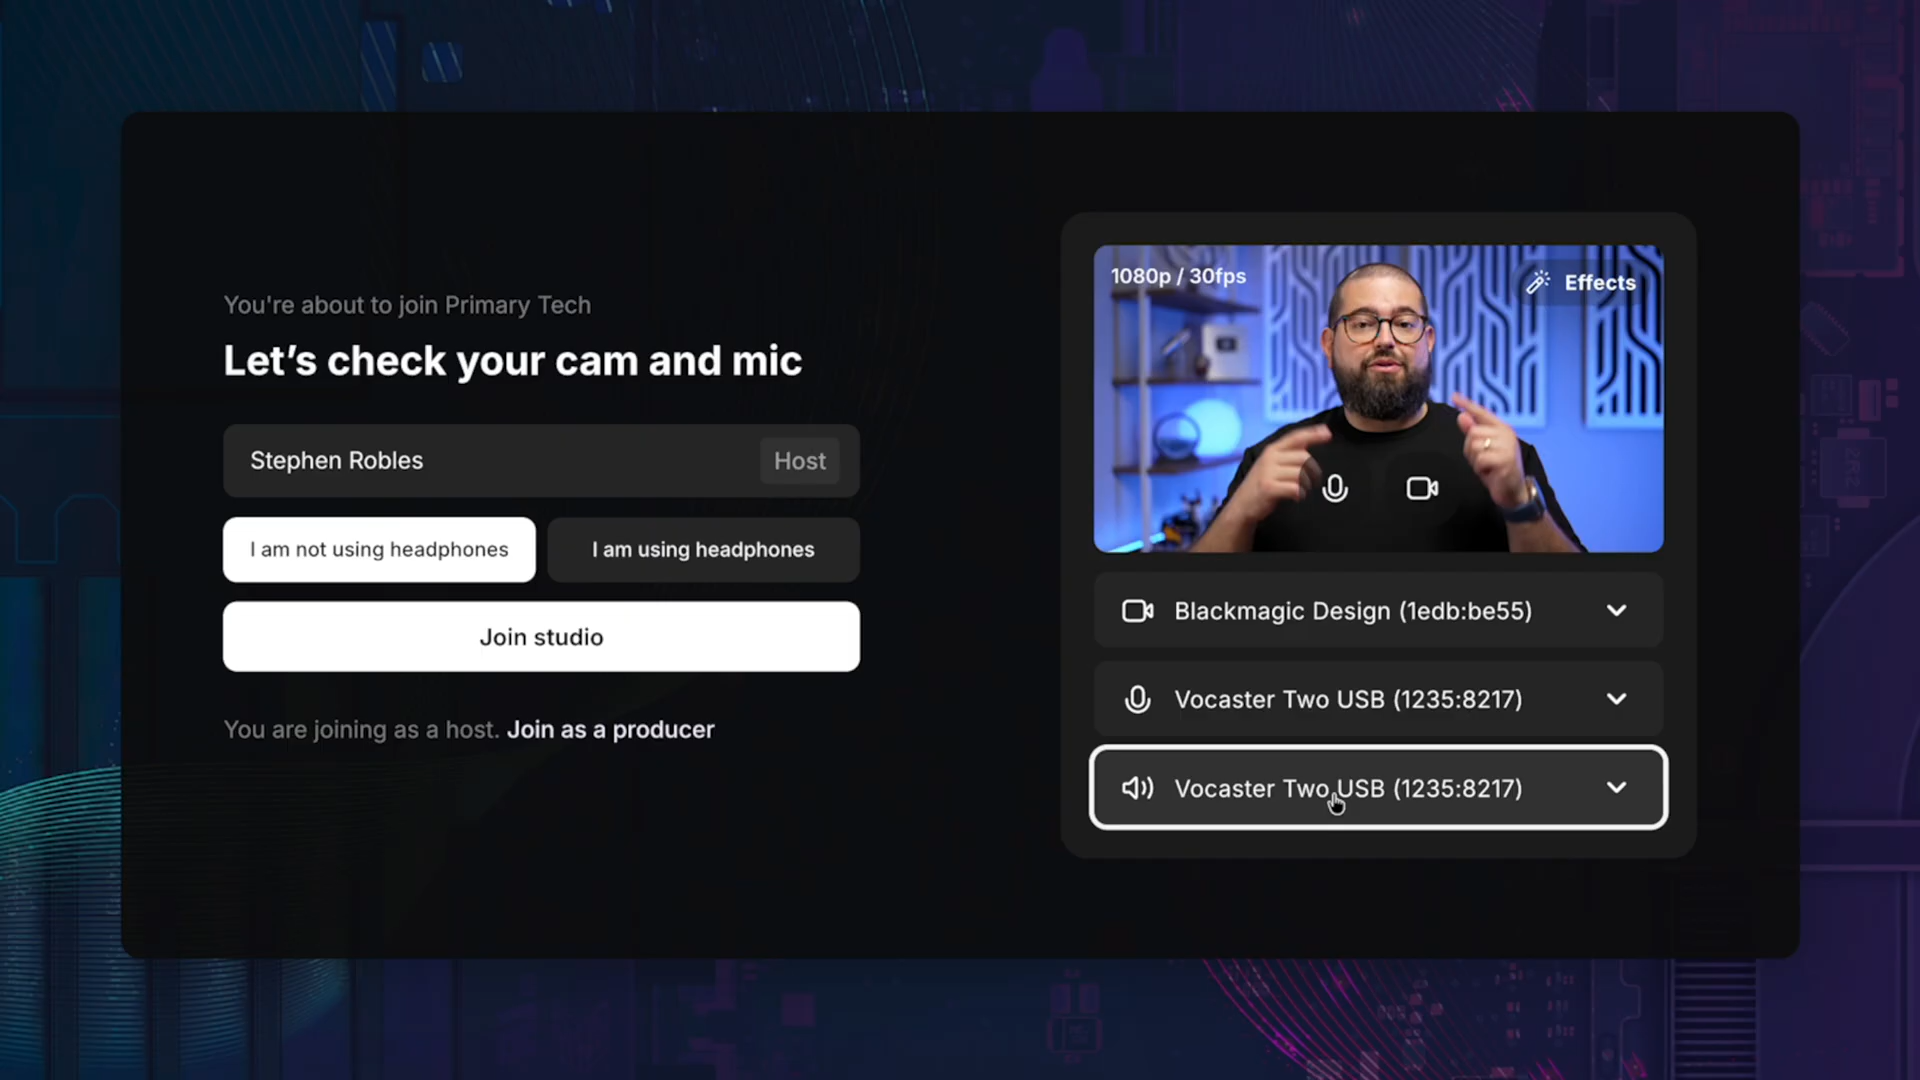 You're about to join Primary Tech
Let’s check your cam and mic
Stephen Robles
Host
I am not using headphones
I am using headphones
Join studio
You are joining as a host. Join as a producer
1080p / 30fps
Effects
Blackmagic Design (1edb:be55)
Vocaster Two USB (1235:8217)
Vocaster Two USB (1235:8217)